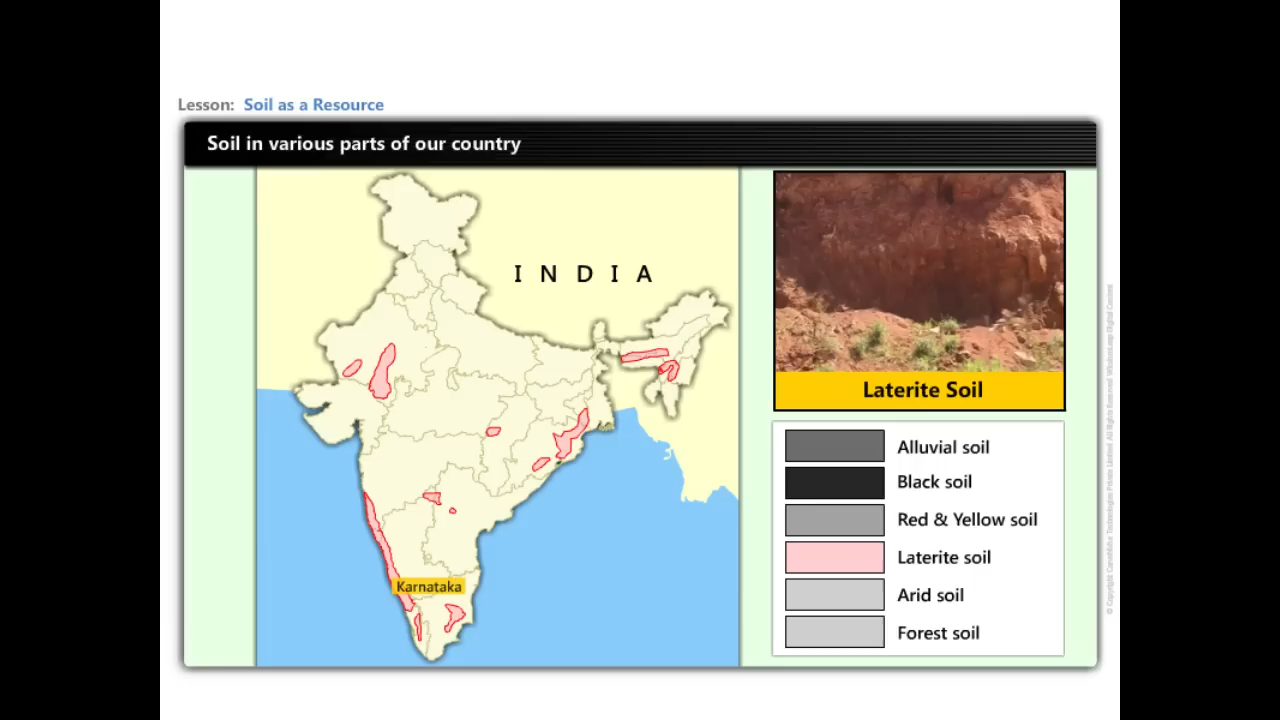 Lesson: Soil as a Resource
Soil in various parts of our country
I N D I A
Karnataka
Laterite Soil
Alluvial soil
Black soil
Red & Yellow soil
Laterite soil
Arid soil
Forest soil